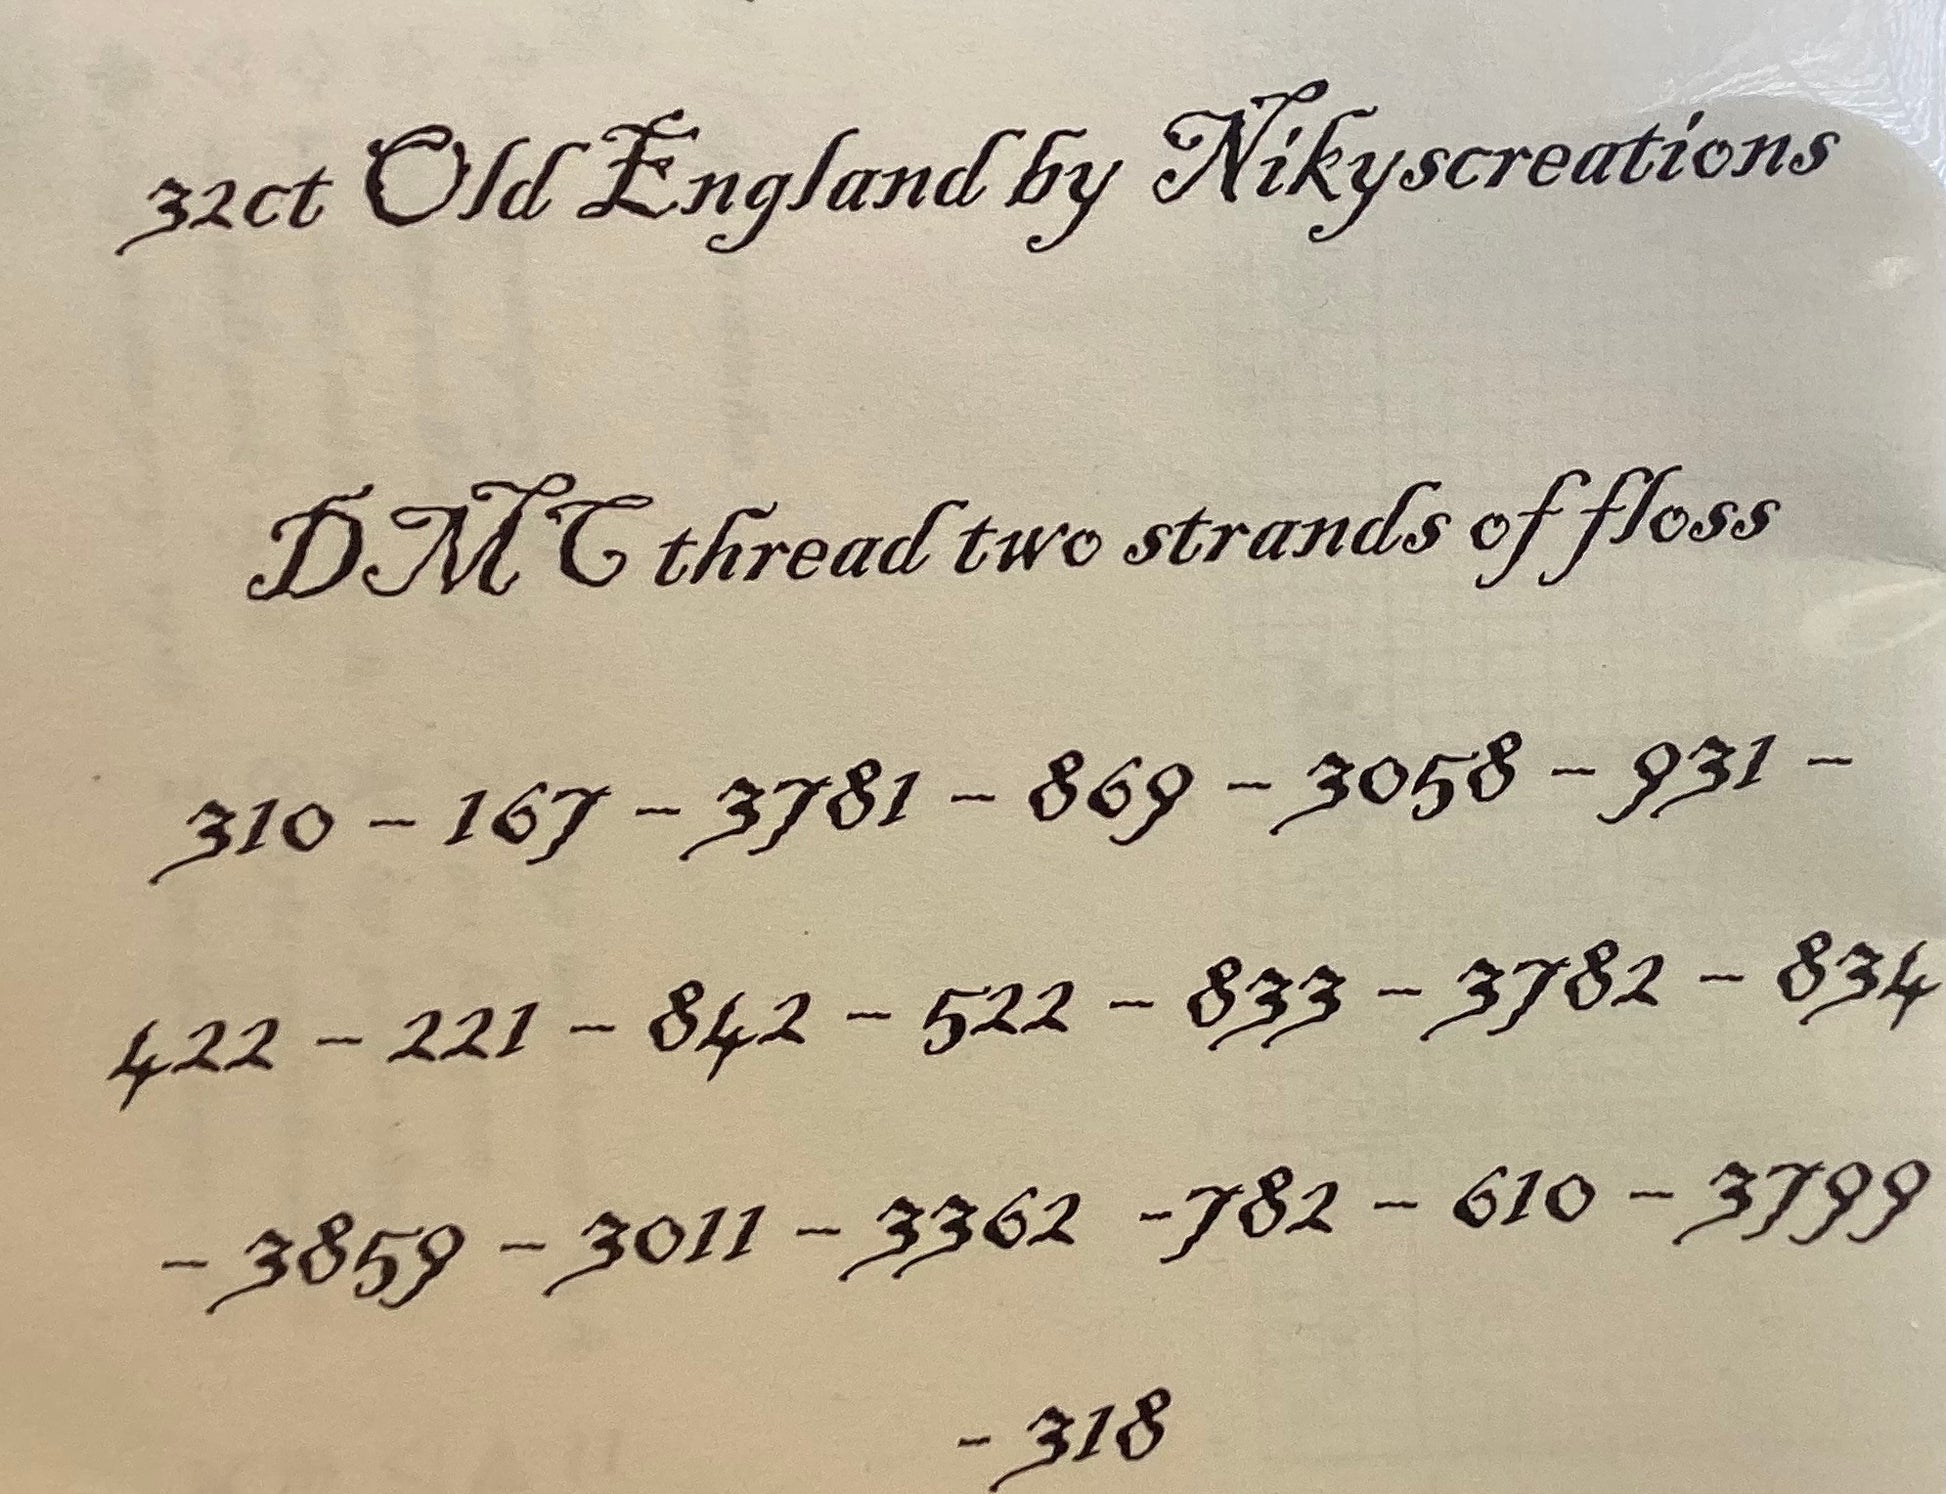 32ct Old England by Nikyscreations
DMC thread two strands of floss
310 - 167 - 3781 - 869 - 3058 - 931 -
422 - 221 - 842 - 522 - 833 - 3782 - 834
- 3859 - 3011 - 3362 -782 - 610 - 3799
- 318